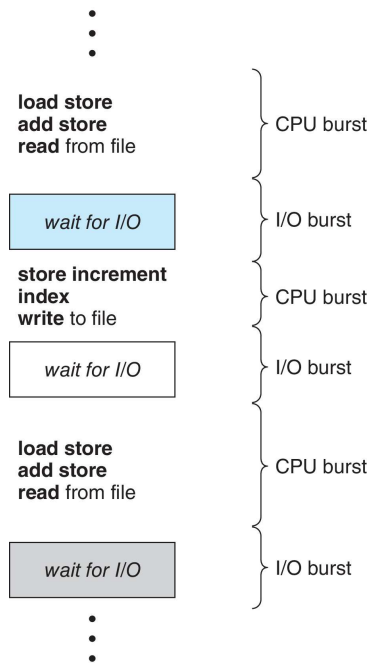 load store
add store
read from file
CPU burst
wait for I/O
I/O burst
store increment
index
write to file
CPU burst
wait for I/O
I/O burst
load store
add store
read from file
CPU burst
wait for I/O
I/O burst